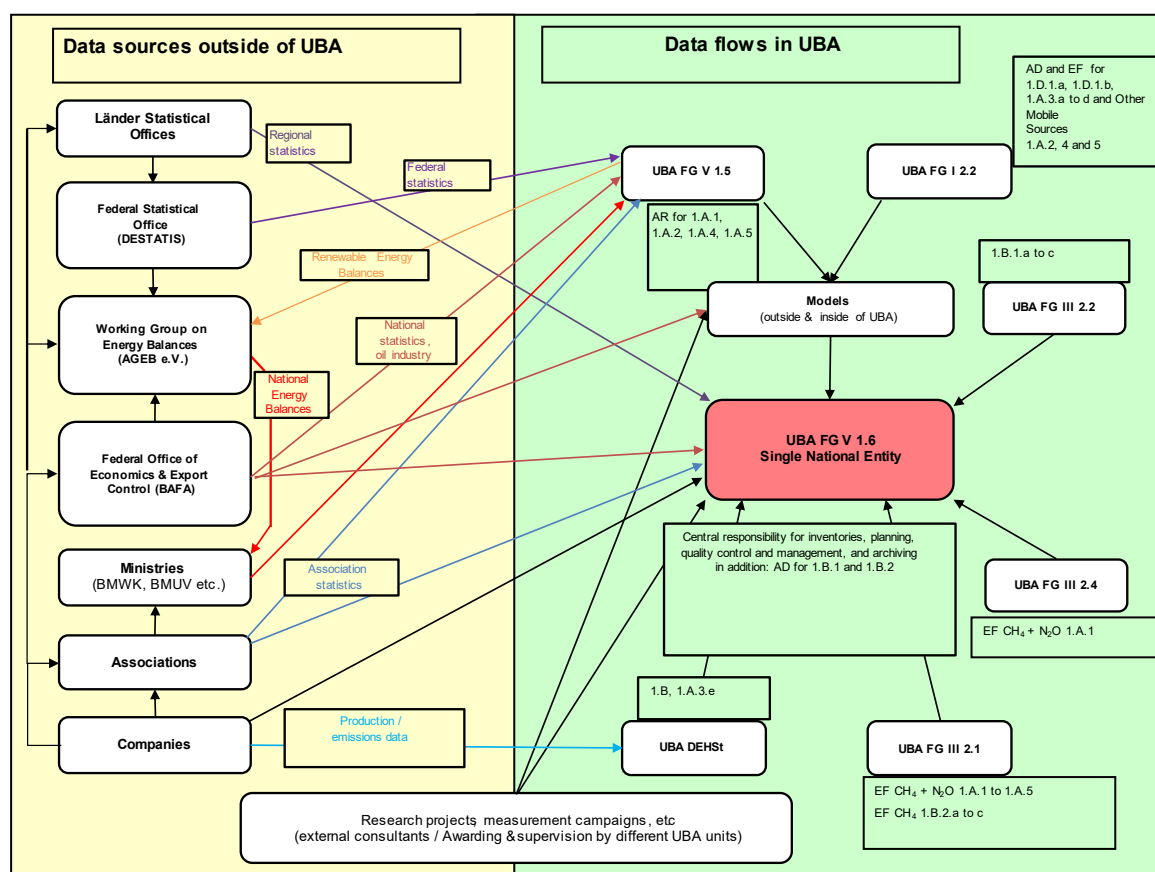 Data sources outside of UBA
Data flows in UBA
AD and EF for
1.D.1.a, 1.D.1.b,
1.A.3.a to d and Other
Mobile
Sources
1.A.2, 4 and 5
Länder Statistical
Offices
Regional
statistics
Federal
statistics
UBA FG V 1.5
UBA FG I 2.2
Federal Statistical
Office
(DESTATIS)
AR for 1.A.1,
1.A.2, 1.A.4, 1.A.5
Renewable Energy
Balances
1.B.1.a to c
UBA FG III 2.2
Models
(outside & inside of UBA)
Working Group on
Energy Balances
(AGEB e.V.)
National
statistics,
oil industry
National
Energy
Balances
UBA FG V 1.6
Single National Entity
Federal Office of
Economics & Export
Control (BAFA)
Central responsibility for inventories, planning,
quality control and management, and archiving
in addition: AD for 1.B.1 and 1.B.2
Ministries
(BMWK, BMUV etc.)
Association
statistics
UBA FG III 2.4
EF CH₄ + N₂O 1.A.1
Associations
1.B, 1.A.3.e
Companies
Production /
emissions data
UBA DEHSt
UBA FG III 2.1
EF CH₄ + N₂O 1.A.1 to 1.A.5
EF CH₄ 1.B.2.a to c
Research projects, measurement campaigns, etc
(external consultants / Awarding & supervision by different UBA units)